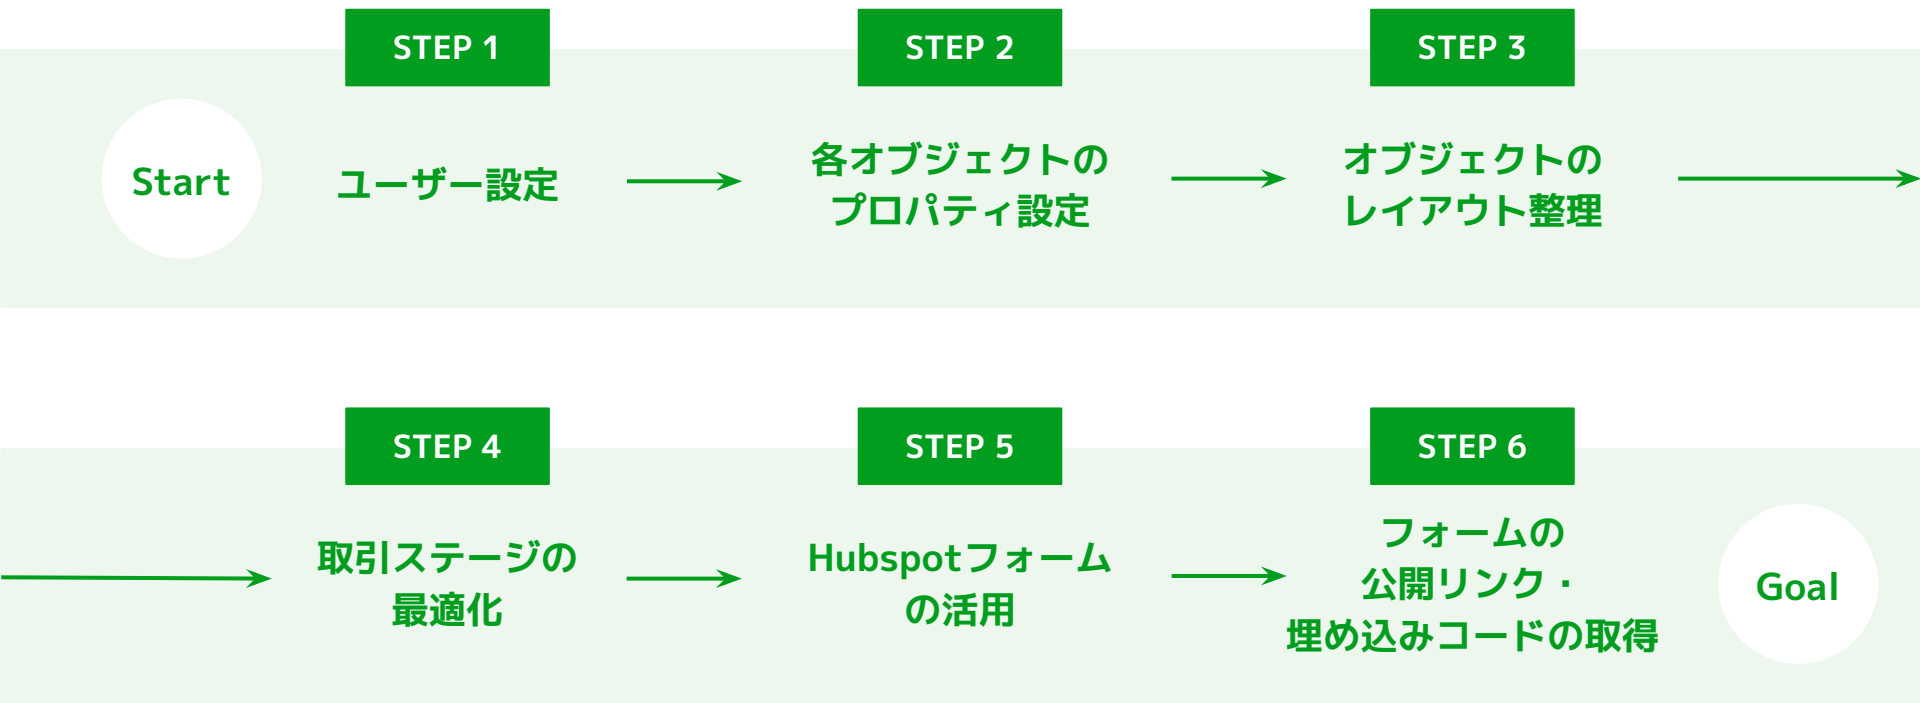 STEP 1
STEP 2
STEP 3
Start
ユーザー設定
各オブジェクトの
プロパティ設定
オブジェクトの
レイアウト整理
STEP 4
STEP 5
STEP 6
取引ステージの
最適化
Hubspotフォーム
の活用
フォームの
公開リンク・
埋め込みコードの取得
Goal